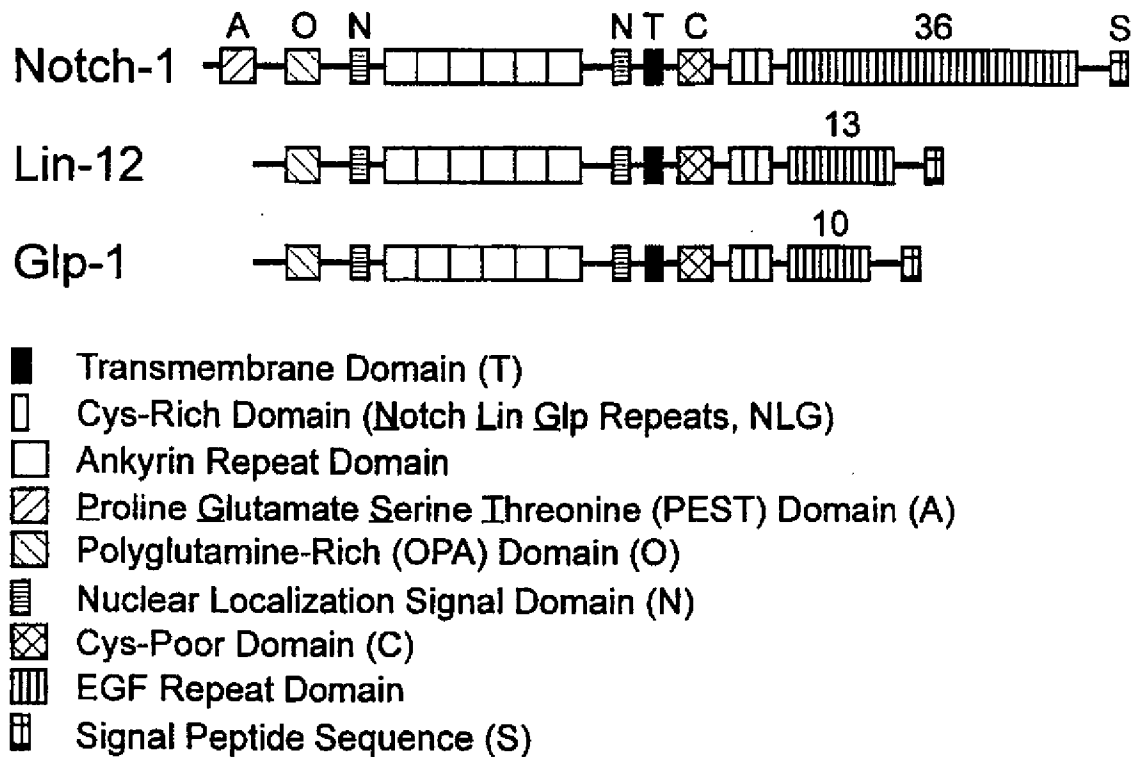 A O N N T C 36 S
Notch-1
13
Lin-12
10
Glp-1
Transmembrane Domain (T)
Cys-Rich Domain (Notch Lin Glp Repeats, NLG)
Ankyrin Repeat Domain
Proline Glutamate Serine Threonine (PEST) Domain (A)
Polyglutamine-Rich (OPA) Domain (O)
Nuclear Localization Signal Domain (N)
Cys-Poor Domain (C)
EGF Repeat Domain
Signal Peptide Sequence (S)